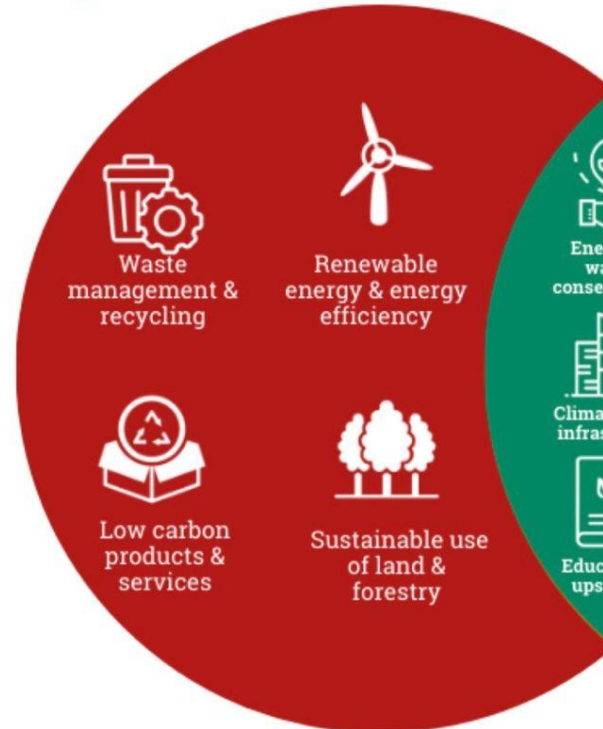 Waste
management &
recycling
Renewable
energy & energy
efficiency
Low carbon
products &
services
Sustainable use
of land &
forestry